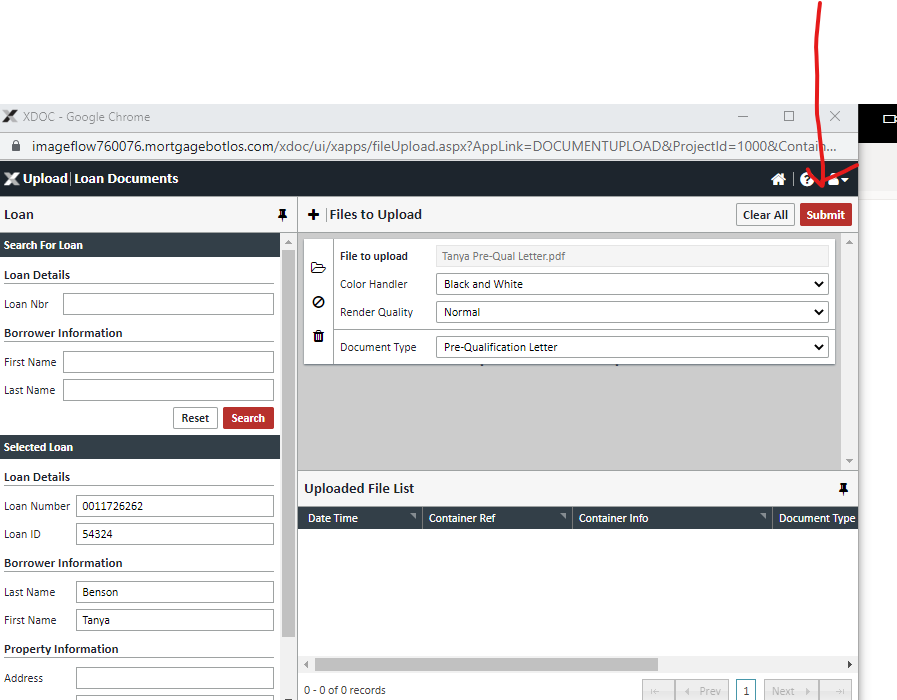 XDOC - Google Chrome
imageflow760076.mortgagebotlos.com/xdoc/ui/xapps/fileUpload.aspx?AppLink=DOCUMENTUPLOAD&ProjectId=1000&Contain...
Upload | Loan Documents
Loan
Search For Loan
Loan Details
Loan Nbr
Borrower Information
First Name
Last Name
Reset Search
Selected Loan
Loan Details
Loan Number 0011726262
Loan ID 54324
Borrower Information
Last Name Benson
First Name Tanya
Property Information
Address
+ | Files to Upload Clear All Submit
File to upload Tanya Pre-Qual Letter.pdf
Color Handler Black and White
Render Quality Normal
Document Type Pre-Qualification Letter
Uploaded File List
Date Time Container Ref Container Info Document Type
0 - 0 of 0 records Prev 1 Next